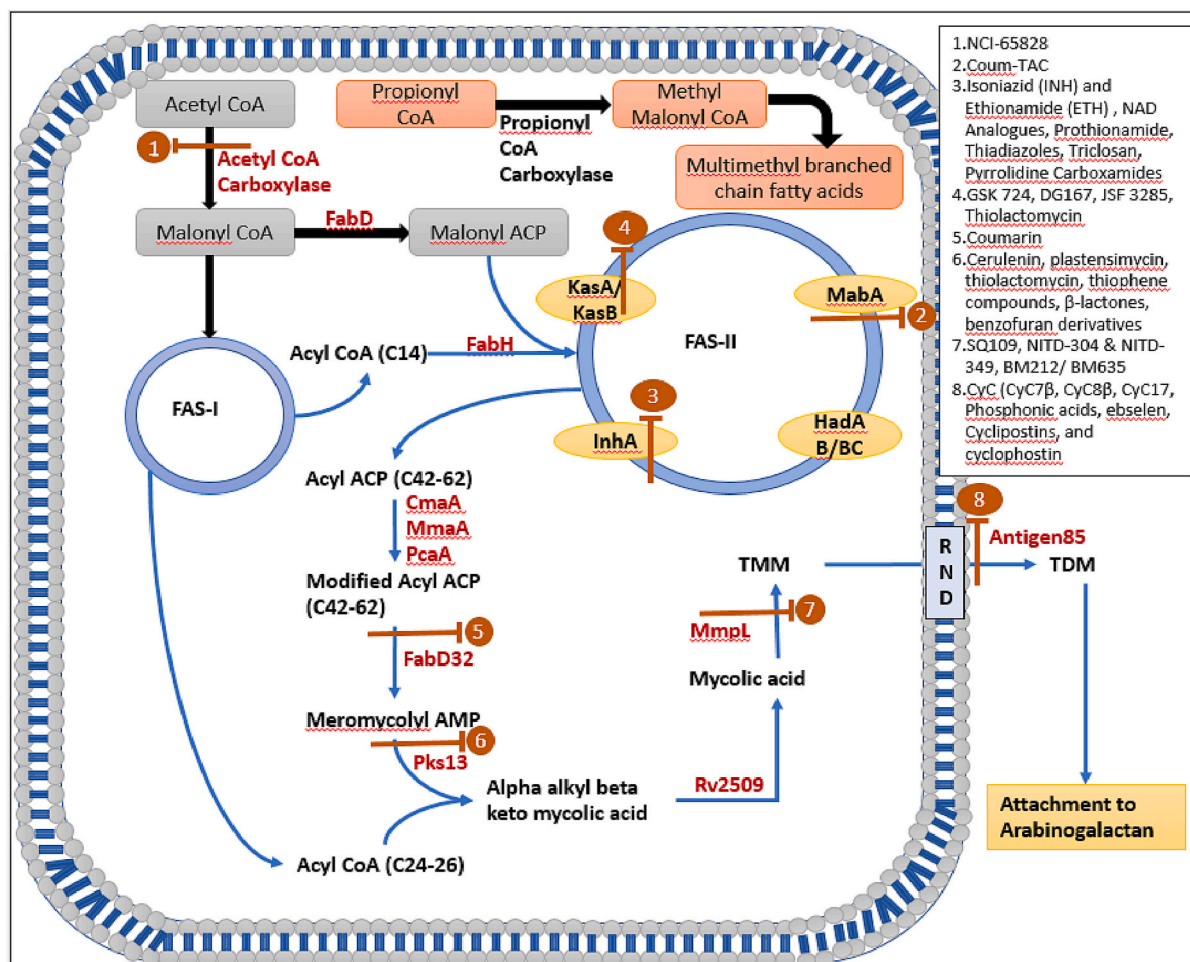 Acetyl CoA
1
Acetyl CoA
Carboxylase
Malonyl CoA
FabD
Malonyl ACP
Propionyl
CoA
Propionyl
CoA
Carboxylase
Methyl
Malonyl CoA
Multimethyl branched
chain fatty acids
FAS-I
Acyl CoA (C14)
FabH
4
KasA/
KasB
MabA
2
FAS-II
3
InhA
HadA
B/BC
Acyl ACP (C42-62)
CmaA
MmaA
PcaA
Modified Acyl ACP
(C42-62)
5
FabD32
Meromycolyl AMP
6
Pks13
Alpha alkyl beta
keto mycolic acid
Acyl CoA (C24-26)
Rv2509
Mycolic acid
MmpL
7
TMM
R
N
D
8
Antigen85
TDM
Attachment to
Arabinogalactan
1.NCI-65828
2.Coum-TAC
3.Isoniazid (INH) and
Ethionamide (ETH) , NAD
Analogues, Prothionamide,
Thiadiazoles, Triclosan,
Pyrrolidine Carboxamides
4.GSK 724, DG167, JSF 3285,
Thiolactomycin
5.Coumarin
6.Cerulenin, plastensimycin,
thiolactomycin, thiophene
compounds, β-lactones,
benzofuran derivatives
7.SQ109, NITD-304 & NITD-
349, BM212/ BM635
8.CyC (CyC7β, CyC8β, CyC17,
Phosphonic acids, ebselen,
Cyclipostins, and
cyclophostin